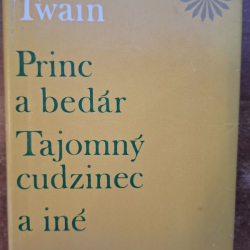 Twain
Princ
a bedár
Tajomný
cudzinec
a iné